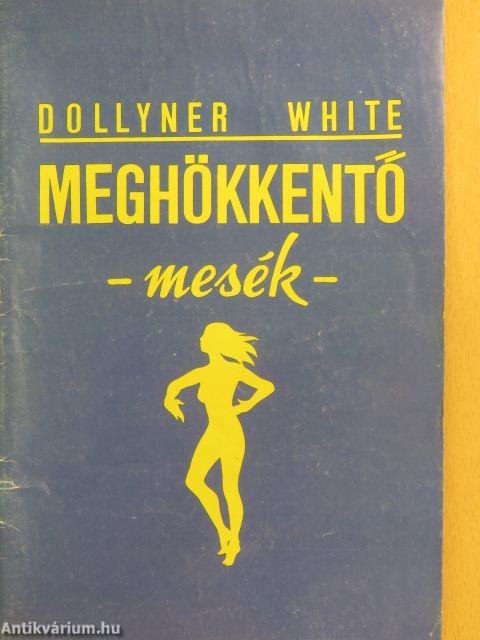 DOLLYNER WHITE
MEGHÖKKENTŐ
- mesék -
Antikvárium.hu